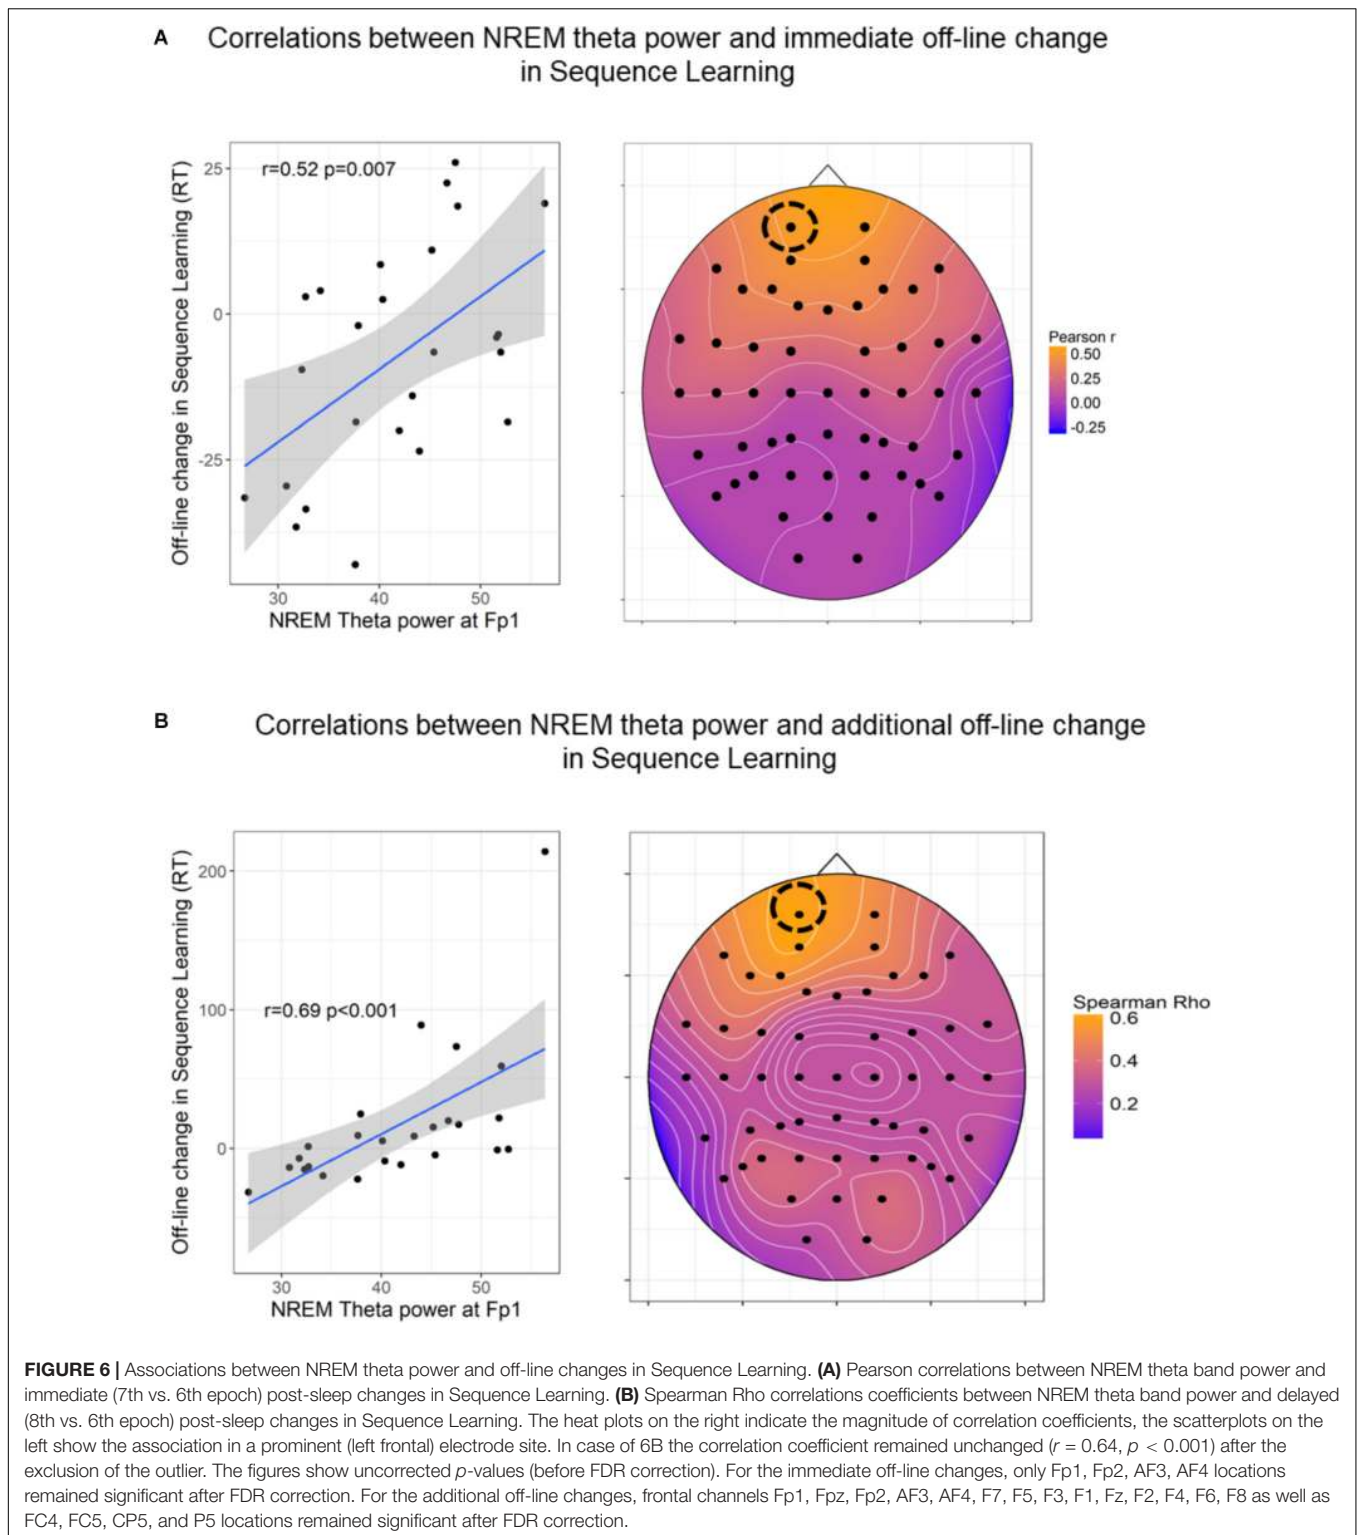 A
Correlations between NREM theta power and immediate off-line change
in Sequence Learning
Off-line change in Sequence Learning (RT)
25
0
-25
r=0.52 p=0.007
30 40 50
NREM Theta power at Fp1
Pearson r
0.50
0.25
0.00
-0.25
B
Correlations between NREM theta power and additional off-line change
in Sequence Learning
Off-line change in Sequence Learning (RT)
200
100
0
r=0.69 p<0.001
30 40 50
NREM Theta power at Fp1
Spearman Rho
0.6
0.4
0.2
FIGURE 6 | Associations between NREM theta power and off-line changes in Sequence Learning. (A) Pearson correlations between NREM theta band power and
immediate (7th vs. 6th epoch) post-sleep changes in Sequence Learning. (B) Spearman Rho correlations coefficients between NREM theta band power and delayed
(8th vs. 6th epoch) post-sleep changes in Sequence Learning. The heat plots on the right indicate the magnitude of correlation coefficients, the scatterplots on the
left show the association in a prominent (left frontal) electrode site. In case of 6B the correlation coefficient remained unchanged (r = 0.64, p < 0.001) after the
exclusion of the outlier. The figures show uncorrected p-values (before FDR correction). For the immediate off-line changes, only Fp1, Fp2, AF3, AF4 locations
remained significant after FDR correction. For the additional off-line changes, frontal channels Fp1, Fpz, Fp2, AF3, AF4, F7, F5, F3, F1, Fz, F2, F4, F6, F8 as well as
FC4, FC5, CP5, and P5 locations remained significant after FDR correction.